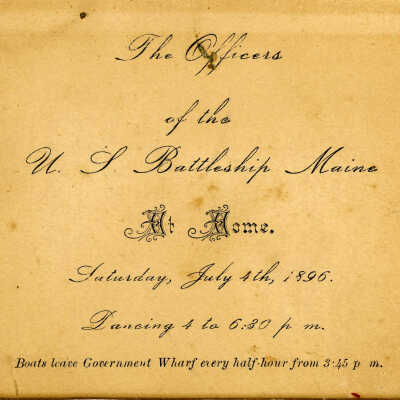 The Officers
of the
U. S. Battleship Maine
At Home.
Saturday, July 4th, 1896.
Dancing 4 to 6:30 p m.
Boats leave Government Wharf every half-hour from 3:45 p m.